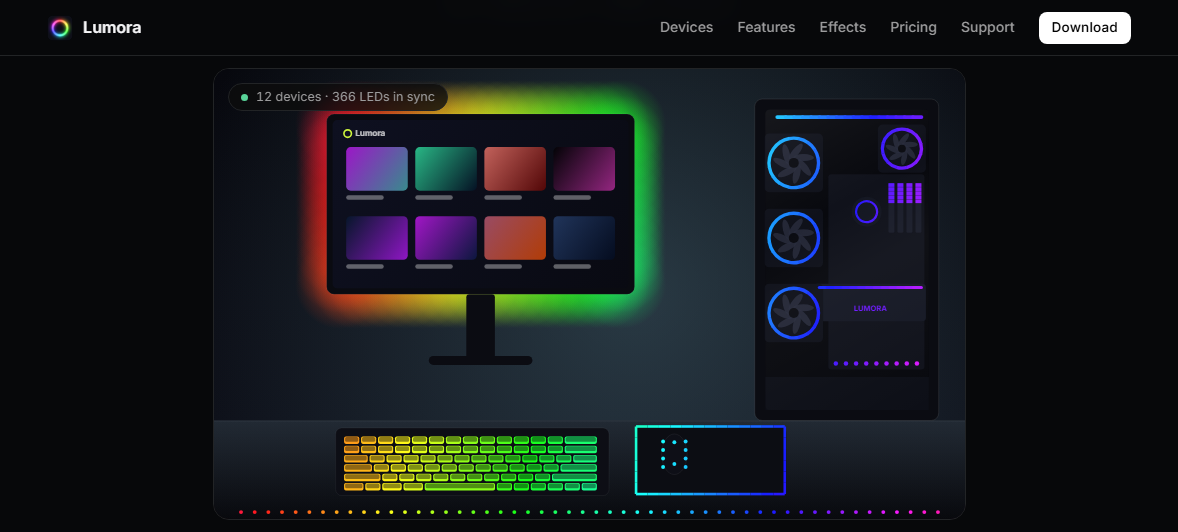 Lumora
Devices
Features
Effects
Pricing
Support
Download
12 devices · 366 LEDs in sync
Lumora
LUMORA